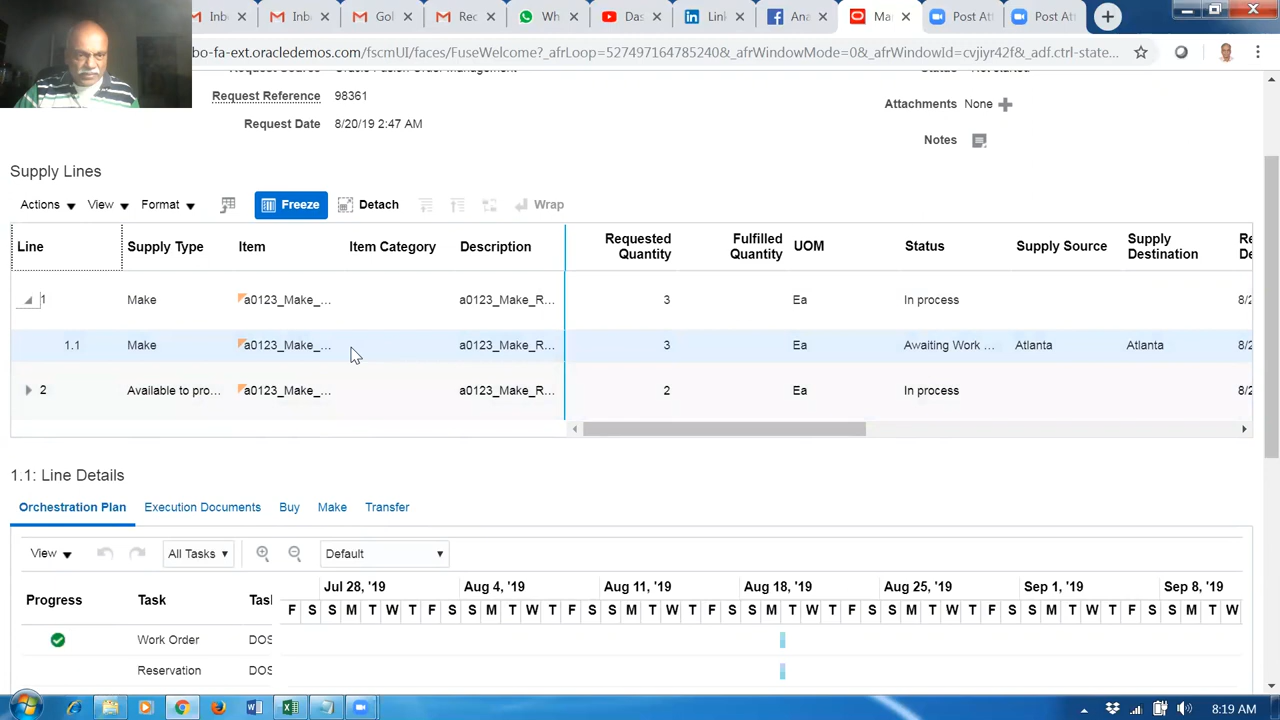 Inb
Inb
Gol
Rec
W
Das
Link
Ana
Ma
Post Att
Post Att
bo-fa-ext.oracledemos.com/fscmUI/faces/FuseWelcome?_afrLoop=52749716478524​0&_afrWindowMode=0&_afrWindowId=cvjiyr42f&_adf.ctrl-state...
Request Reference 98361
Attachments None
Request Date 8/20/19 2:47 AM
Notes
Supply Lines
Actions View Format Freeze Detach Wrap
Line Supply Type Item Item Category Description Requested Quantity Fulfilled Quantity UOM Status Supply Source Supply Destination Re De
1 Make a0123_Make_... a0123_Make_R... 3 Ea In process 8/2
1.1 Make a0123_Make_... a0123_Make_R... 3 Ea Awaiting Work ... Atlanta Atlanta 8/2
2 Available to pro... a0123_Make_... a0123_Make_R... 2 Ea In process 8/2
1.1: Line Details
Orchestration Plan Execution Documents Buy Make Transfer
View All Tasks Default
Jul 28, '19 Aug 4, '19 Aug 11, '19 Aug 18, '19 Aug 25, '19 Sep 1, '19 Sep 8, '19
Progress Task Tasl
F S S M T W T F S S M T W T F S S M T W T F S S M T W T F S S M T W T F S S M T W T F S S M T W
Work Order DOS
Reservation DOS
8:19 AM